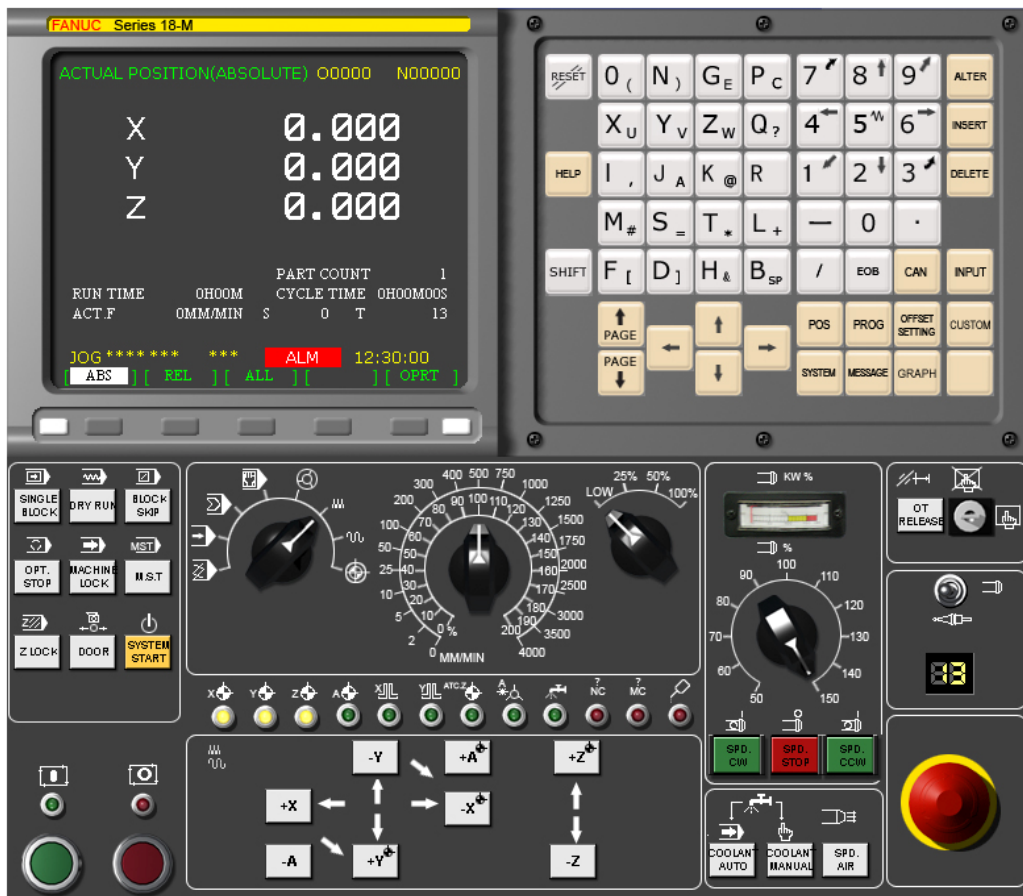 FANUC Series 18-M
ACTUAL POSITION(ABSOLUTE) O0000 N00000
X 0.000
Y 0.000
Z 0.000
PART COUNT 1
RUN TIME 0H00M CYCLE TIME 0H00M00S
ACT.F 0MM/MIN S 0 T 13
JOG ******* *** ALM 12:30:00
[ ABS ] [ REL ] [ ALL ] [ ] [ OPRT ]
RESET O ( N ) G E P C 7 8 9 ALTER
X U Y V Z W Q ? 4 5 6 INSERT
HELP I , J A K @ R 1 2 3 DELETE
M # S = T * L + — 0 ·
SHIFT F [ D ] H & B SP / EOB CAN INPUT
PAGE POS PROG OFFSET SETTING CUSTOM
PAGE SYSTEM MESSAGE GRAPH
SINGLE BLOCK DRY RUN BLOCK SKIP
MST
OPT. STOP MACHINE LOCK M.S.T
Z
Z LOCK DOOR SYSTEM START
0 2 5 10 25 40 50 100 200 300 400 500 750 1000 1250 1500 2000 2500 3000 3500 4000
MM/MIN
0 % 10 20 30 40 50 60 70 80 90 100 110 120 130 140 150 160 170 180 190 200
LOW 25% 50% 100%
KW %
%
50 60 70 80 90 100 110 120 130 140 150
SPD. CW SPD. STOP SPD. CCW
OT RELEASE
13
X Y Z A X Y ATC.Z A ? NC ? MC
-Y +A +Z
+X -X
-A +Y -Z
COOLANT AUTO COOLANT MANUAL SPD. AIR